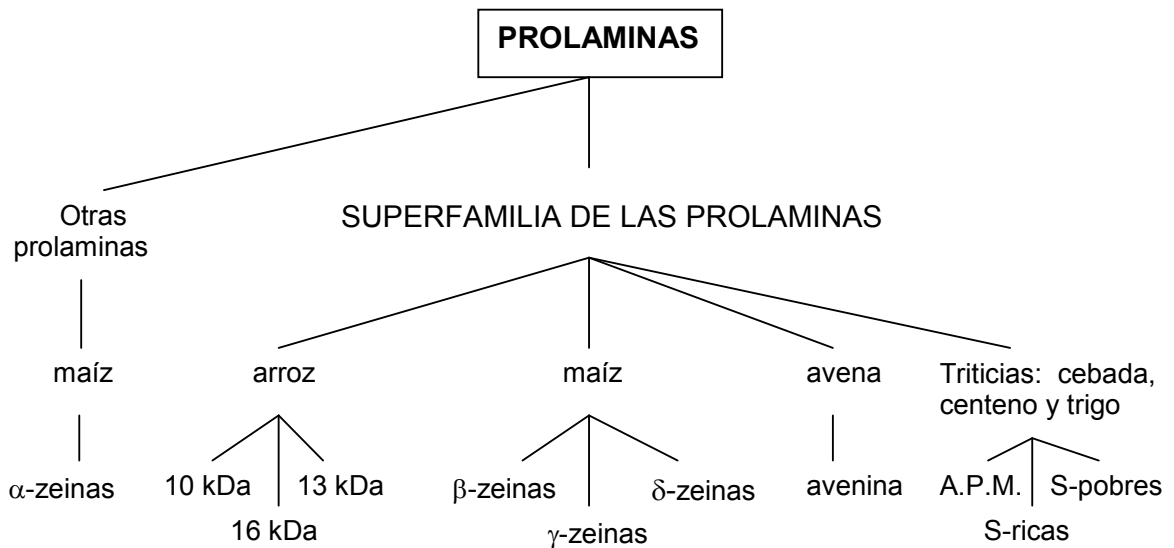 PROLAMINAS
Otras
prolaminas
SUPERFAMILIA DE LAS PROLAMINAS
maíz
arroz
maíz
avena
Triticias: cebada,
centeno y trigo
α-zeinas
10 kDa
16 kDa
13 kDa
β-zeinas
γ-zeinas
δ-zeinas
avenina
A.P.M.
S-ricas
S-pobres